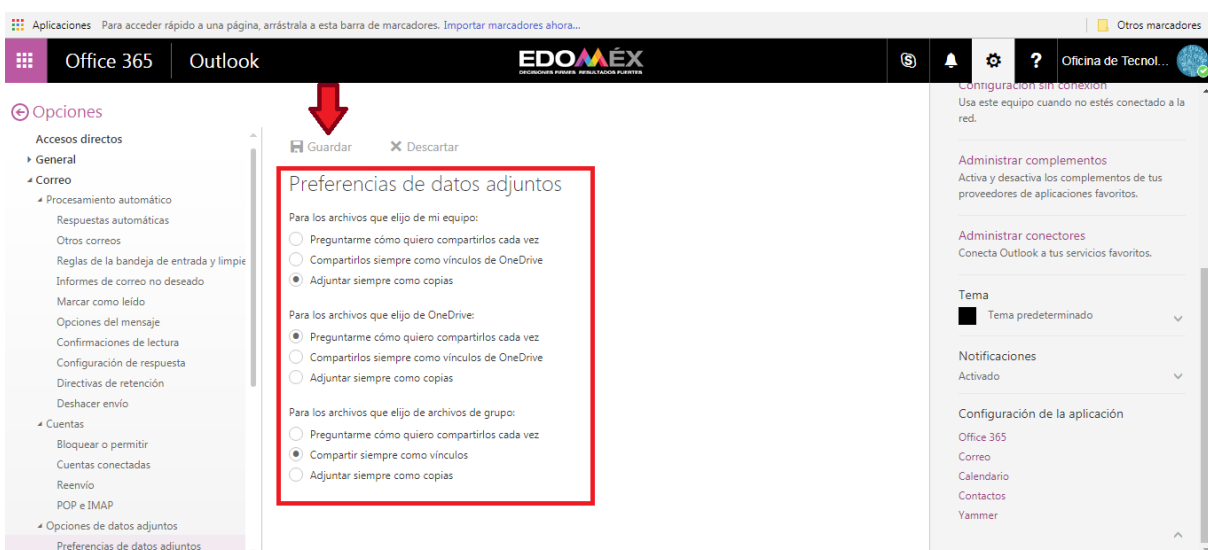 Aplicaciones Para acceder rápido a una página, arrástrala a esta barra de marcadores. Importar marcadores ahora... Otros marcadores
Office 365 Outlook EDOMÉX Oficina de Tecnol...
DECISIONES FIRMES, RESULTADOS FUERTES
Opciones
Accesos directos
General
Correo
Procesamiento automático
Respuestas automáticas
Otros correos
Reglas de la bandeja de entrada y limpie
Informes de correo no deseado
Marcar como leído
Opciones del mensaje
Confirmaciones de lectura
Configuración de respuesta
Directivas de retención
Deshacer envío
Cuentas
Bloquear o permitir
Cuentas conectadas
Reenvío
POP e IMAP
Opciones de datos adjuntos
Preferencias de datos adjuntos
Guardar Descartar
Preferencias de datos adjuntos
Para los archivos que elijo de mi equipo:
Preguntarme cómo quiero compartirlos cada vez
Compartirlos siempre como vínculos de OneDrive
Adjuntar siempre como copias
Para los archivos que elijo de OneDrive:
Preguntarme cómo quiero compartirlos cada vez
Compartirlos siempre como vínculos de OneDrive
Adjuntar siempre como copias
Para los archivos que elijo de archivos de grupo:
Preguntarme cómo quiero compartirlos cada vez
Compartir siempre como vínculos
Adjuntar siempre como copias
Configuración sin conexión
Usa este equipo cuando no estés conectado a la
red.
Administrar complementos
Activa y desactiva los complementos de tus
proveedores de aplicaciones favoritos.
Administrar conectores
Conecta Outlook a tus servicios favoritos.
Tema
Tema predeterminado
Notificaciones
Activado
Configuración de la aplicación
Office 365
Correo
Calendario
Contactos
Yammer